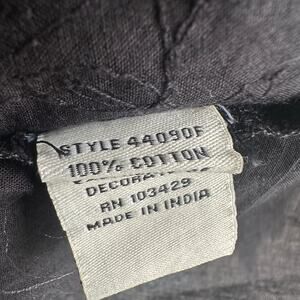 STYLE 44090F
100% COTTON
RN 103429
MADE IN INDIA